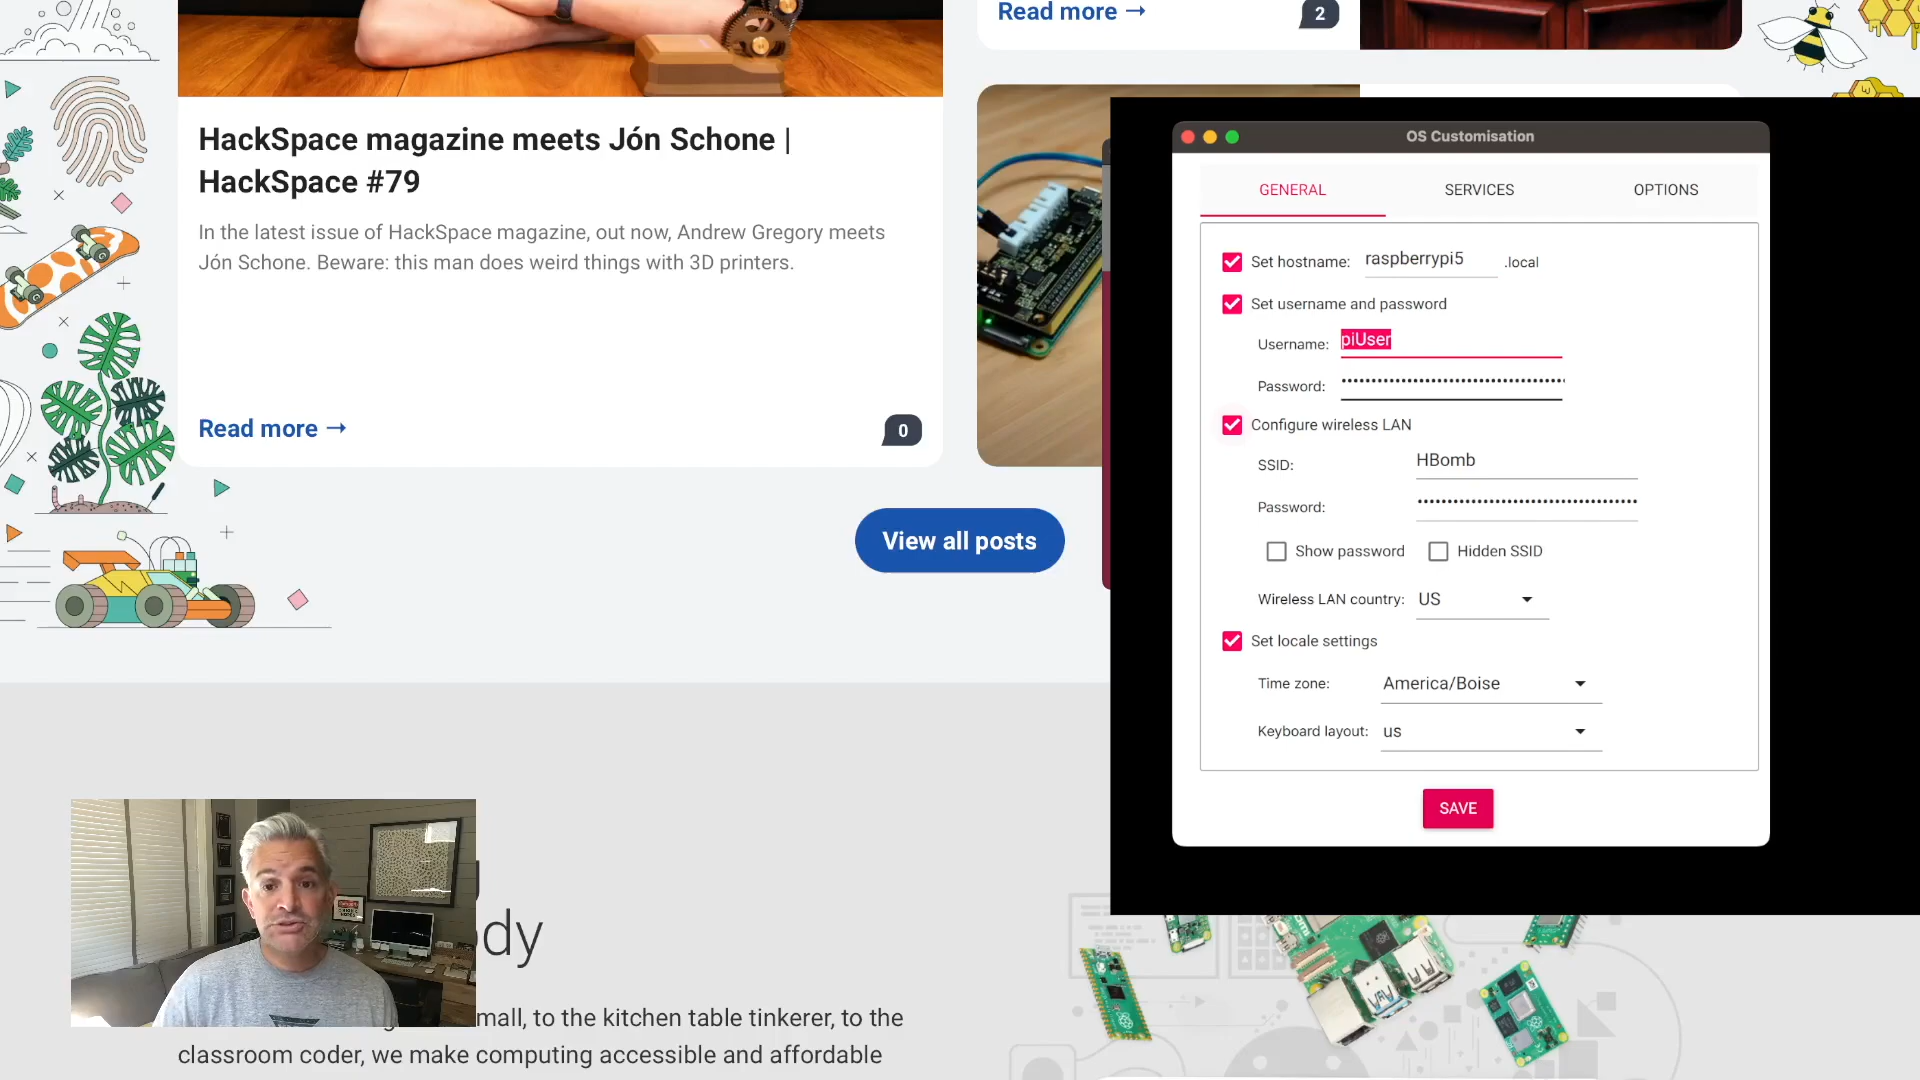 Read more →
2
HackSpace magazine meets Jón Schone |
HackSpace #79
In the latest issue of HackSpace magazine, out now, Andrew Gregory meets
Jón Schone. Beware: this man does weird things with 3D printers.
Read more →
0
View all posts
OS Customisation
GENERAL
SERVICES
OPTIONS
Set hostname: raspberrypi5 .local
Set username and password
Username: piUser
Password: ••••••••••••••••••••••••••••••••••••••
Configure wireless LAN
SSID: HBomb
Password: ••••••••••••••••••••••••••••••••••••••
Show password
Hidden SSID
Wireless LAN country: US
Set locale settings
Time zone: America/Boise
Keyboard layout: us
SAVE
dy
mall, to the kitchen table tinkerer, to the
classroom coder, we make computing accessible and affordable